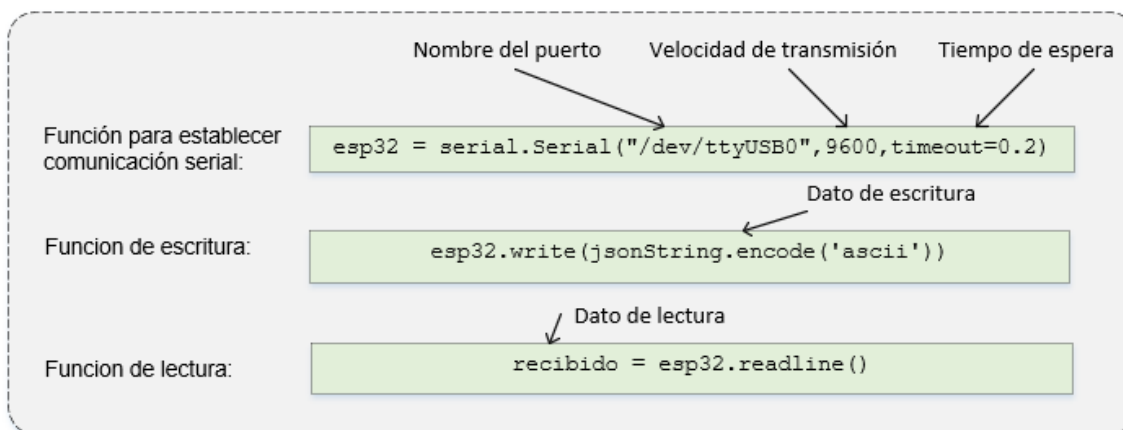 Nombre del puerto Velocidad de transmisión Tiempo de espera
Función para establecer
comunicación serial:
esp32 = serial.Serial("/dev/ttyUSB0",9600,timeout=0.2)
Dato de escritura
Funcion de escritura:
esp32.write(jsonString.encode('ascii'))
Dato de lectura
Funcion de lectura:
recibido = esp32.readline()